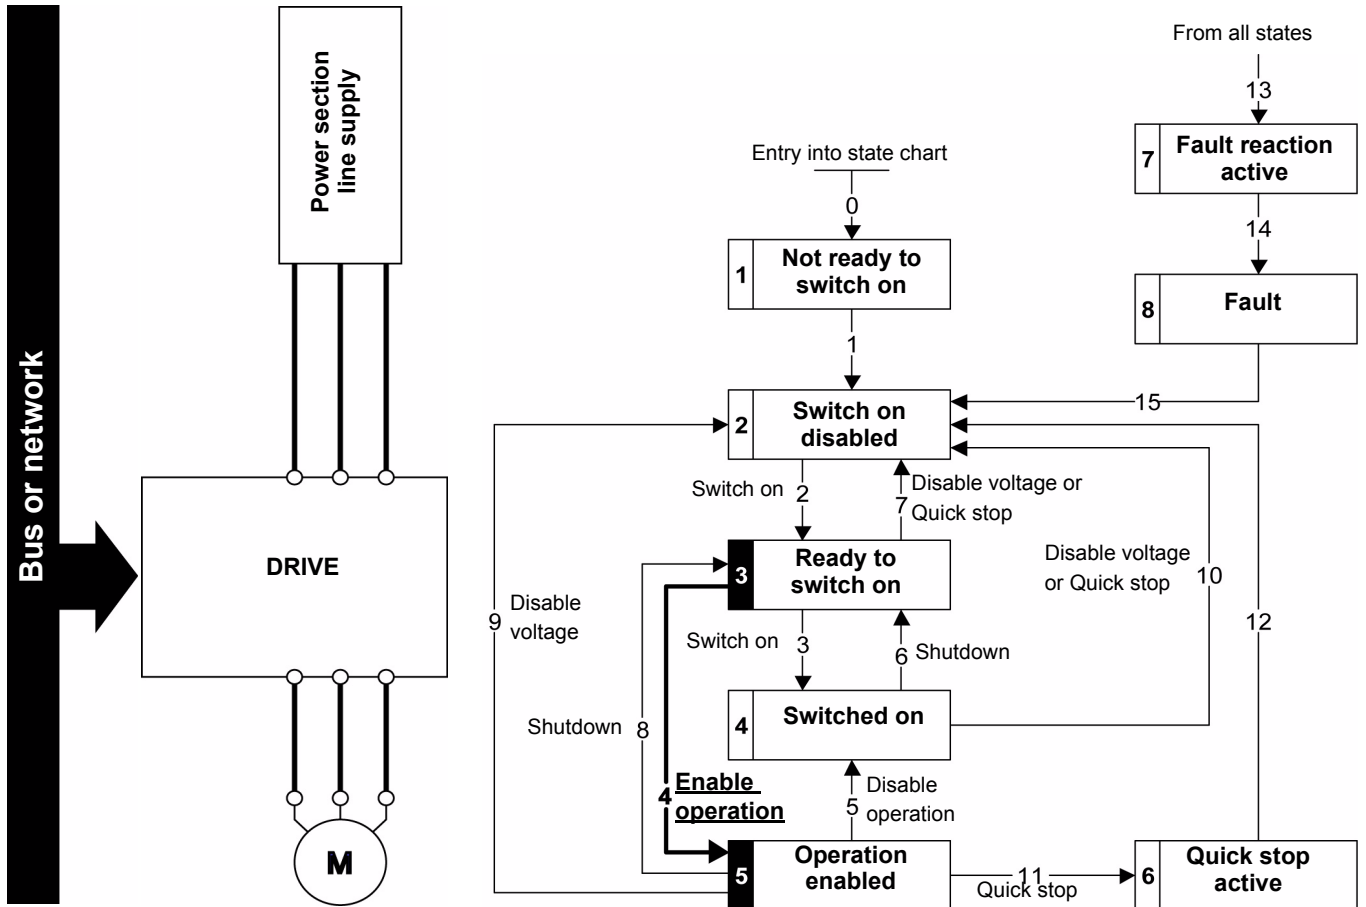 Bus or network
Power section
line supply
DRIVE
M
From all states
13
7
Fault reaction
active
14
8
Fault
15
Entry into state chart
0
1
Not ready to
switch on
1
2
Switch on
disabled
Switch on
2
7
Disable voltage or
Quick stop
3
Ready to
switch on
Disable voltage
or Quick stop
10
9
Disable
voltage
12
Switch on
3
6
Shutdown
4
Switched on
Shutdown
8
4
Enable
operation
5
Disable
operation
5
Operation
enabled
11
Quick stop
6
Quick stop
active